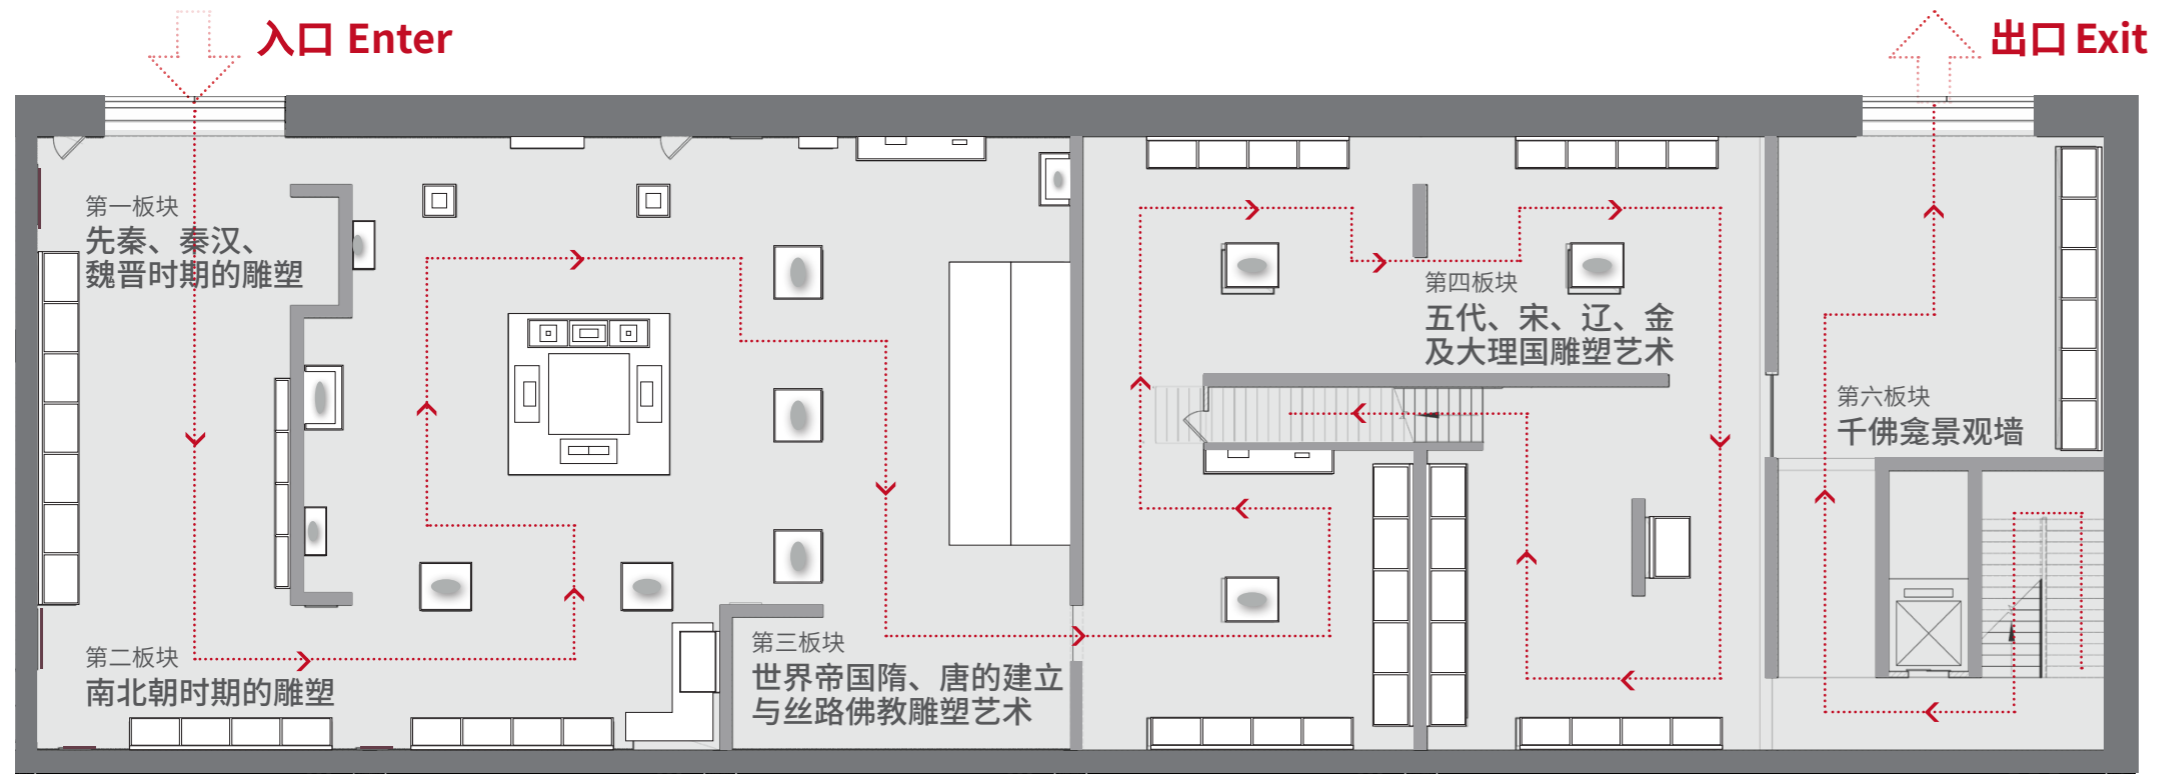 入口 Enter
出口 Exit
第一板块
先秦、秦汉、
魏晋时期的雕塑
第二板块
南北朝时期的雕塑
第三板块
世界帝国隋、唐的建立
与丝路佛教雕塑艺术
第四板块
五代、宋、辽、金
及大理国雕塑艺术
第六板块
千佛龛景观墙